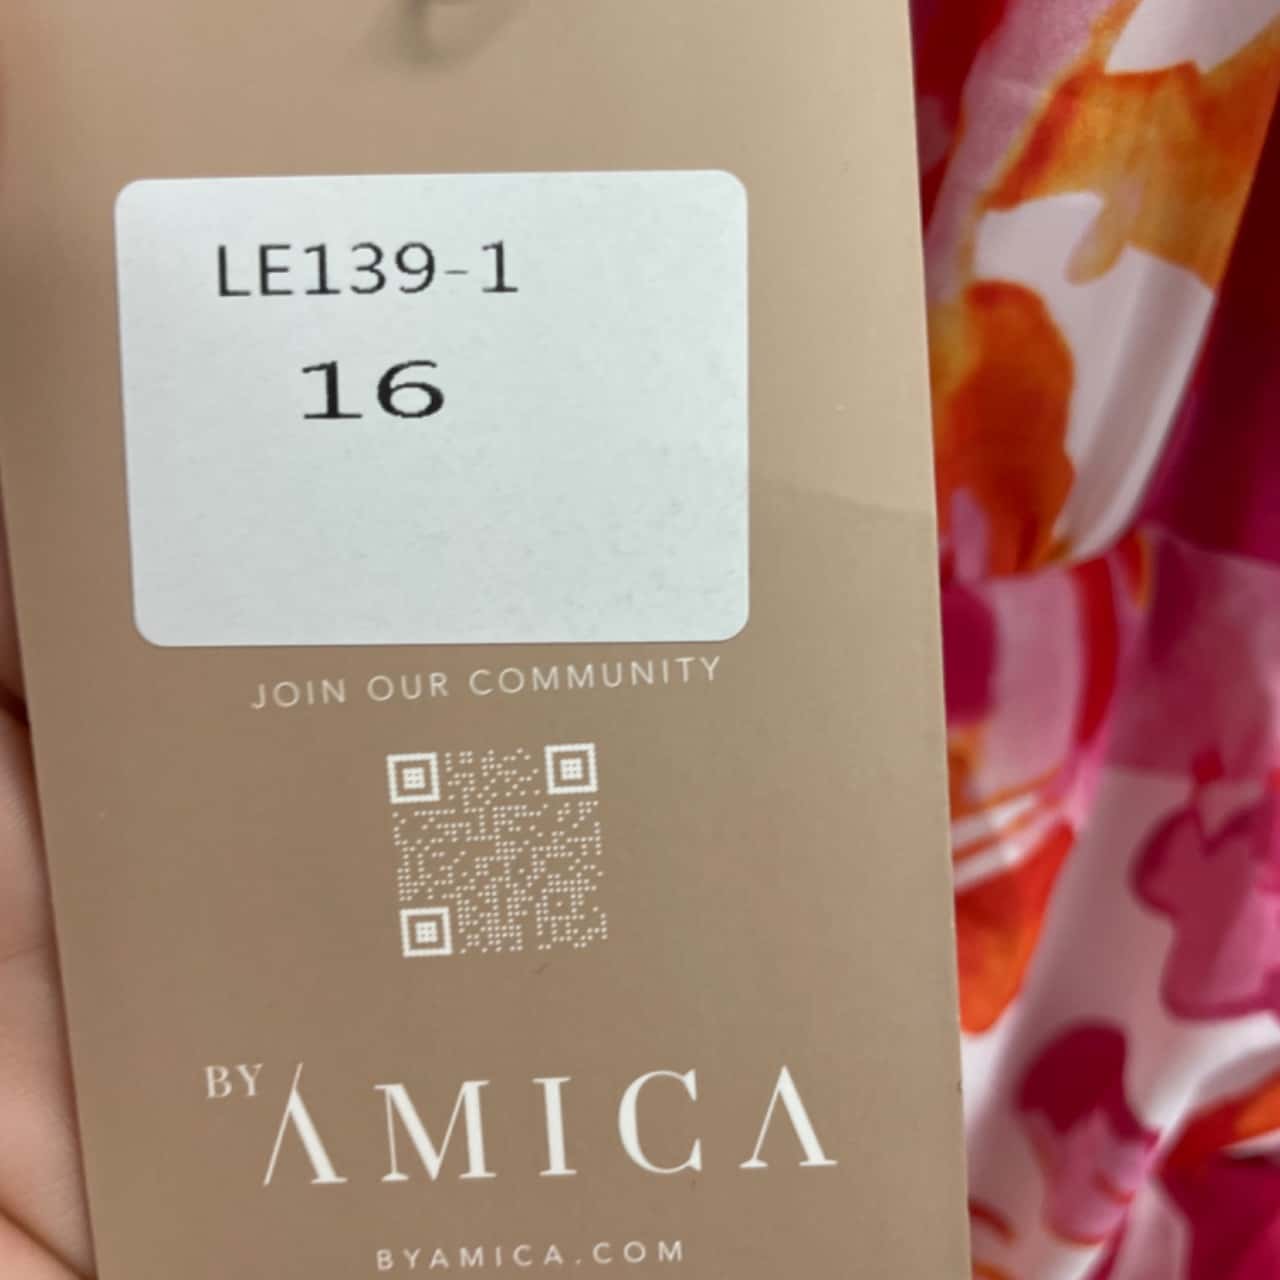 LE139-1
16
JOIN OUR COMMUNITY
BY AMICA
BYAMICA.COM